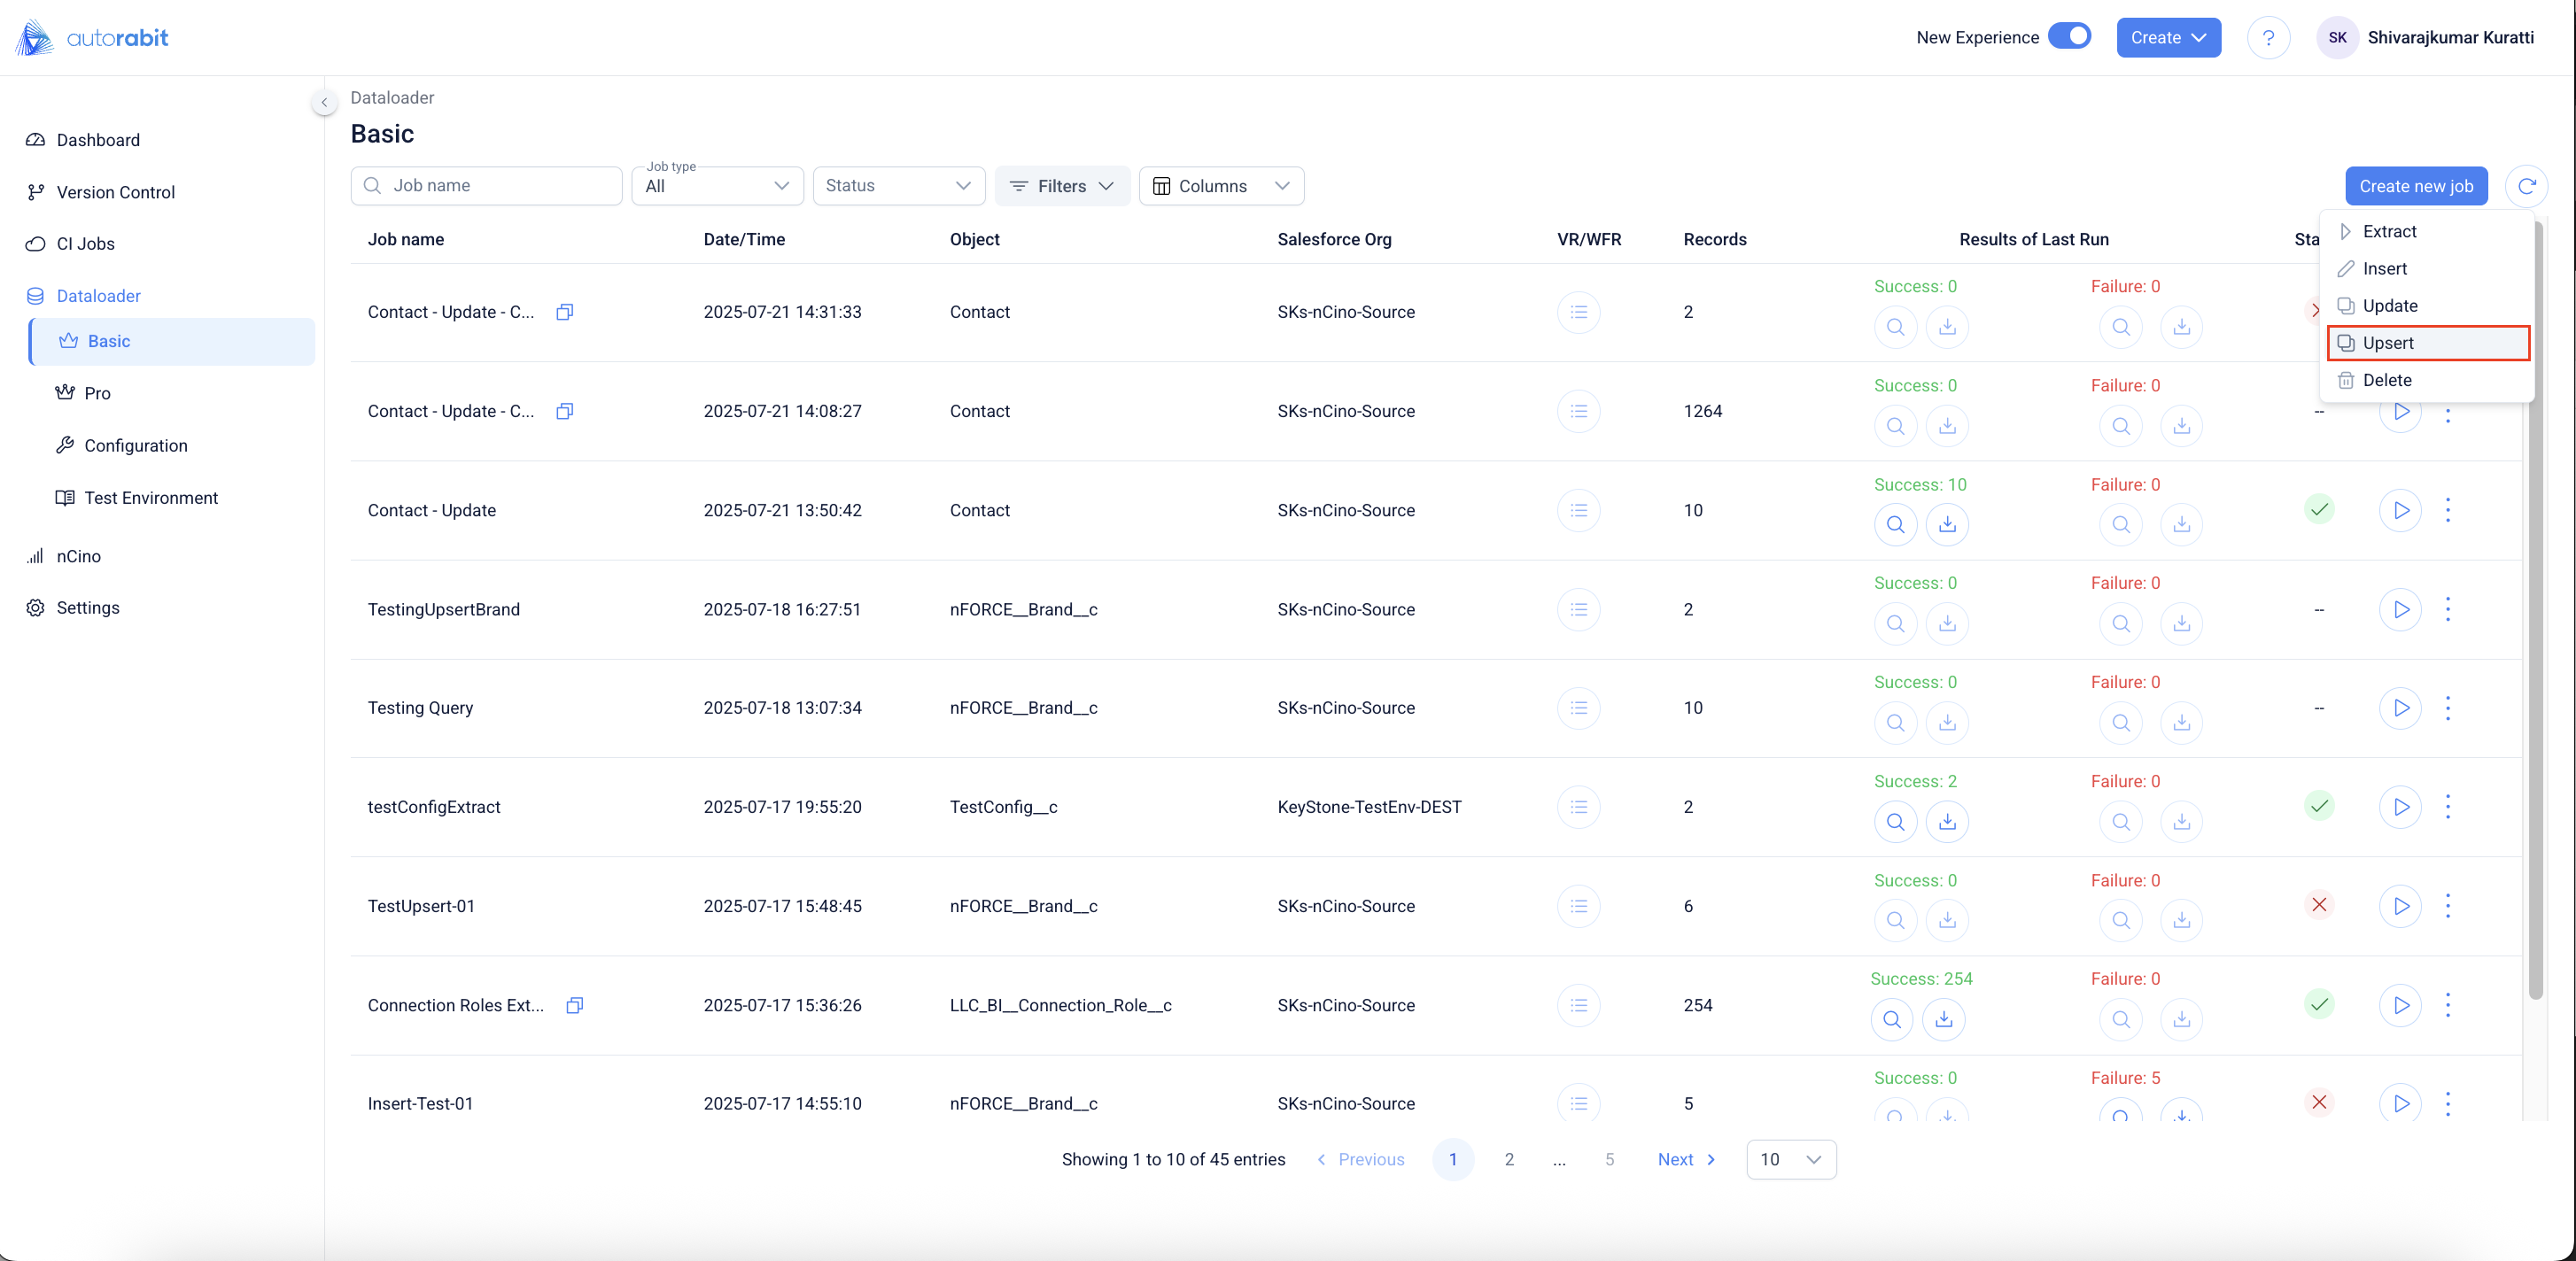 autorabit
New Experience
Create
?
SK
Shivarajkumar Kuratti
Dashboard
Version Control
CI Jobs
Dataloader
Basic
Pro
Configuration
Test Environment
nCino
Settings
Dataloader
Basic
Job name
Job type
All
Status
Filters
Columns
Create new job
Extract
Insert
Update
Upsert
Delete
Job name Date/Time Object Salesforce Org VR/WFR Records Results of Last Run Sta
Success: 0 Failure: 0
Contact - Update - C... 2025-07-21 14:31:33 Contact SKs-nCino-Source 2
Success: 0 Failure: 0
Contact - Update - C... 2025-07-21 14:08:27 Contact SKs-nCino-Source 1264 --
Success: 10 Failure: 0
Contact - Update 2025-07-21 13:50:42 Contact SKs-nCino-Source 10
Success: 0 Failure: 0
TestingUpsertBrand 2025-07-18 16:27:51 nFORCE__Brand__c SKs-nCino-Source 2 --
Success: 0 Failure: 0
Testing Query 2025-07-18 13:07:34 nFORCE__Brand__c SKs-nCino-Source 10 --
Success: 2 Failure: 0
testConfigExtract 2025-07-17 19:55:20 TestConfig__c KeyStone-TestEnv-DEST 2
Success: 0 Failure: 0
TestUpsert-01 2025-07-17 15:48:45 nFORCE__Brand__c SKs-nCino-Source 6
Success: 254 Failure: 0
Connection Roles Ext... 2025-07-17 15:36:26 LLC_BI__Connection_Role__c SKs-nCino-Source 254
Success: 0 Failure: 5
Insert-Test-01 2025-07-17 14:55:10 nFORCE__Brand__c SKs-nCino-Source 5
Showing 1 to 10 of 45 entries Previous 1 2 ... 5 Next 10